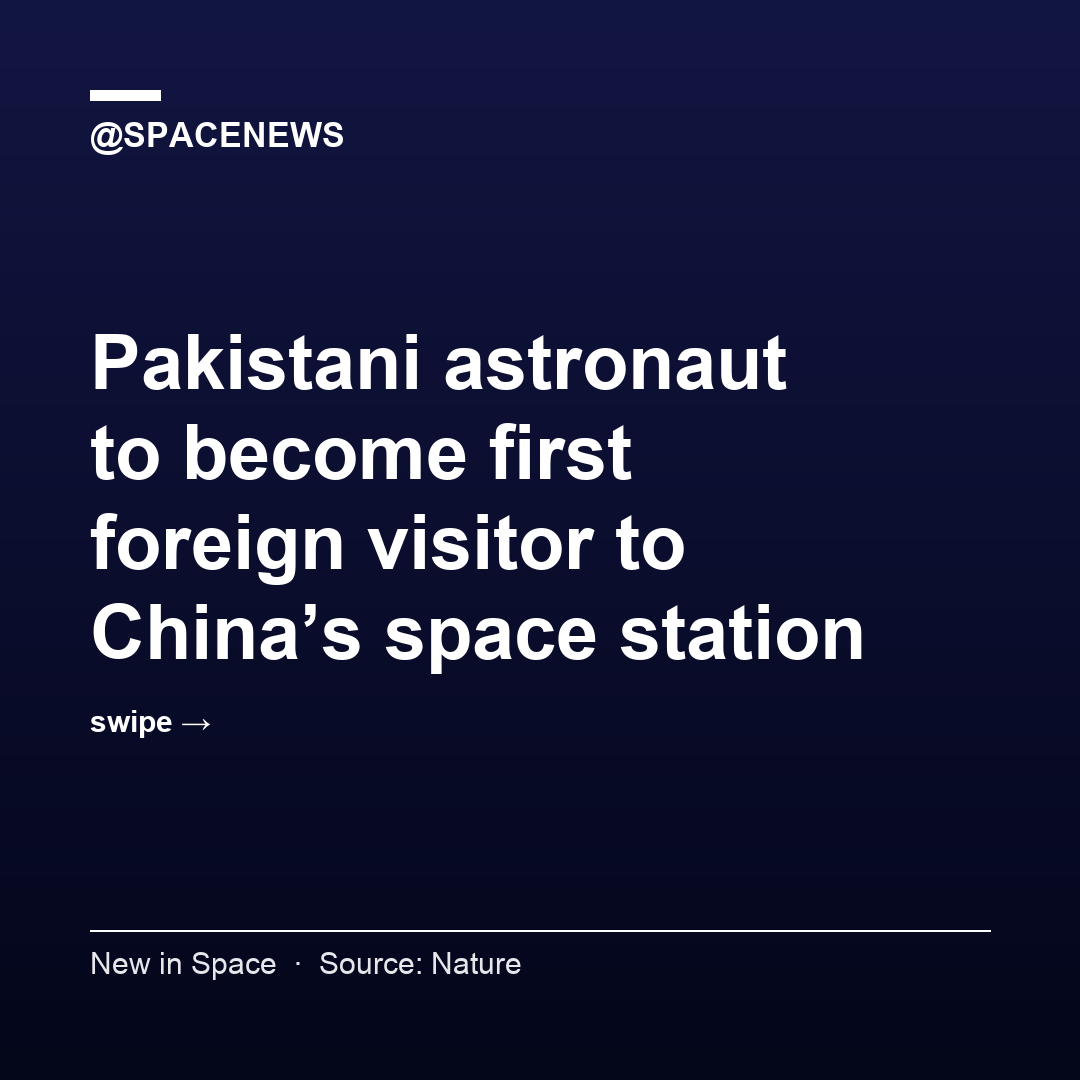 @SPACENEWS
Pakistani astronaut
to become first
foreign visitor to
China’s space station
swipe →
New in Space · Source: Nature